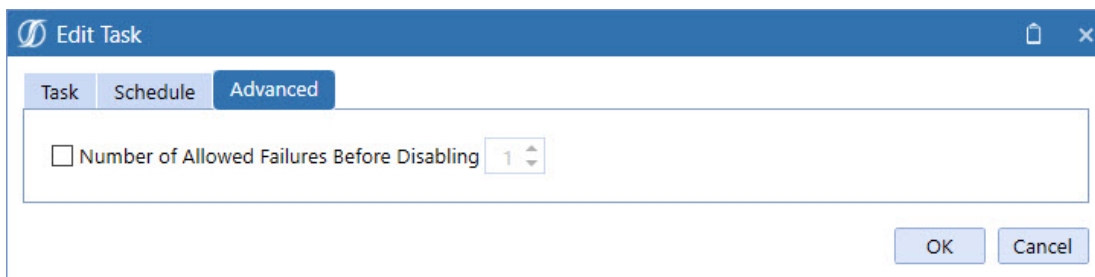 Edit Task
Task Schedule Advanced
Number of Allowed Failures Before Disabling 1
OK Cancel